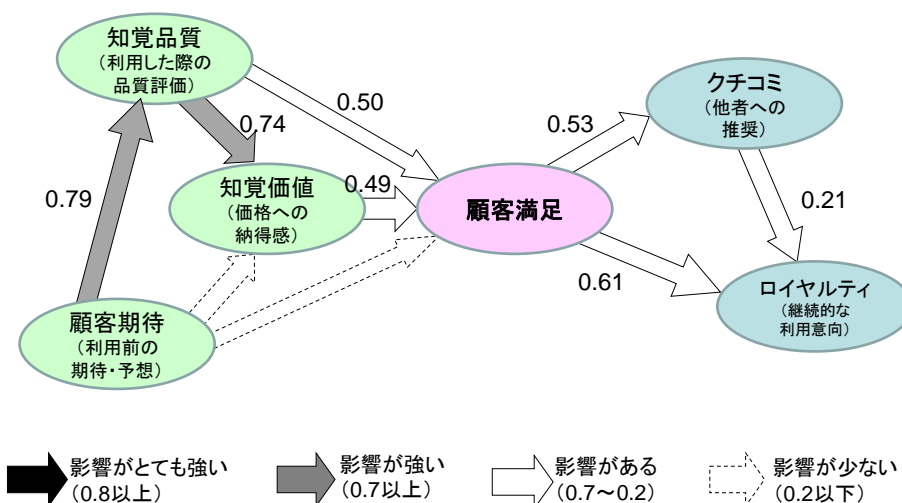 知覚品質
（利用した際の
品質評価）
0.50
0.74
0.79
知覚価値
（価格への
納得感）
0.49
顧客期待
（利用前の
期待・予想）
顧客満足
0.53
0.61
クチコミ
（他者への
推奨）
0.21
ロイヤルティ
（継続的な
利用意向）
影響がとても強い
（0.8以上）
影響が強い
（0.7以上）
影響がある
（0.7～0.2）
影響が少ない
（0.2以下）